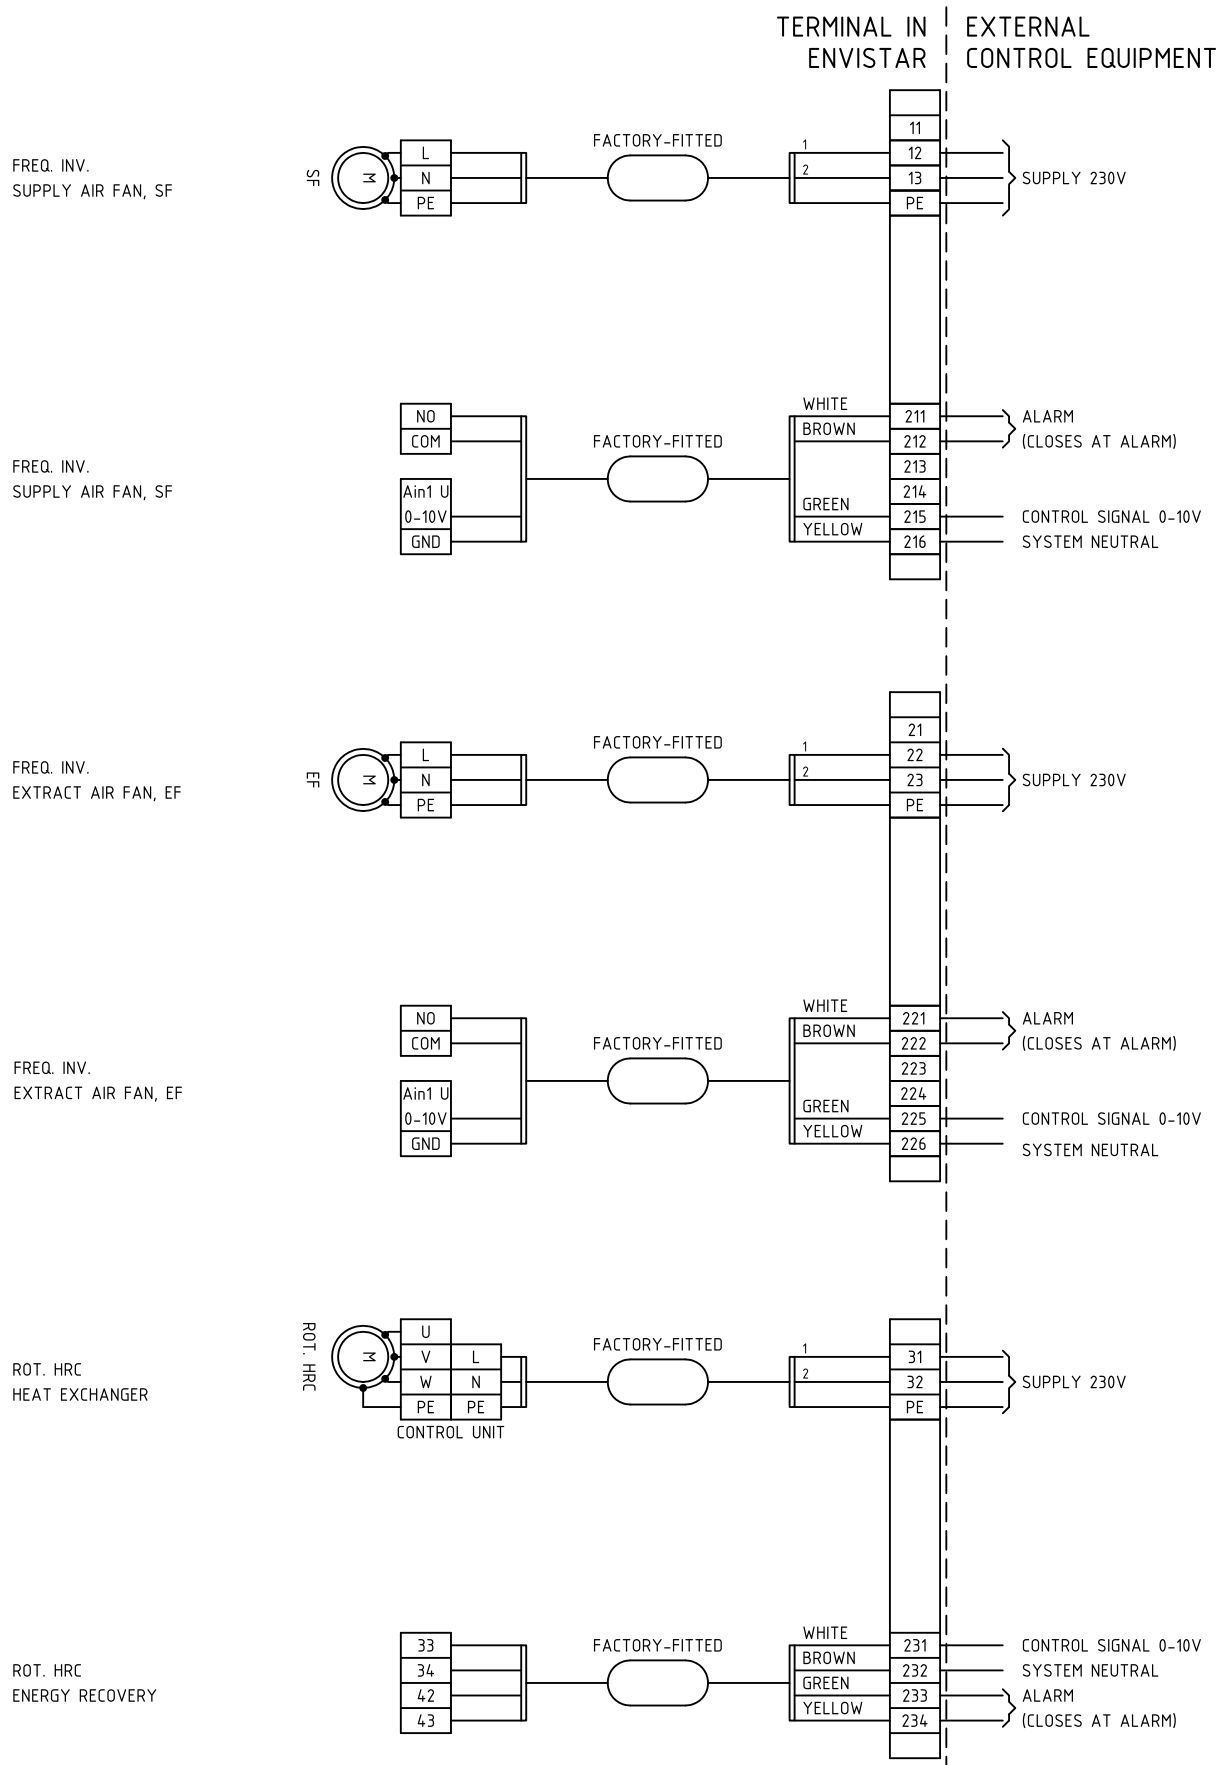 TERMINAL IN
ENVISTAR
EXTERNAL
CONTROL EQUIPMENT
FREQ. INV.
SUPPLY AIR FAN, SF
SF
M
L
N
PE
FACTORY-FITTED
1
2
11
12
13
PE
SUPPLY 230V
FREQ. INV.
SUPPLY AIR FAN, SF
NO
COM
Ain1 U
0-10V
GND
FACTORY-FITTED
WHITE
BROWN
GREEN
YELLOW
211
212
213
214
215
216
ALARM
(CLOSES AT ALARM)
CONTROL SIGNAL 0-10V
SYSTEM NEUTRAL
FREQ. INV.
EXTRACT AIR FAN, EF
EF
M
L
N
PE
FACTORY-FITTED
1
2
21
22
23
PE
SUPPLY 230V
FREQ. INV.
EXTRACT AIR FAN, EF
NO
COM
Ain1 U
0-10V
GND
FACTORY-FITTED
WHITE
BROWN
GREEN
YELLOW
221
222
223
224
225
226
ALARM
(CLOSES AT ALARM)
CONTROL SIGNAL 0-10V
SYSTEM NEUTRAL
ROT. HRC
HEAT EXCHANGER
ROT. HRC
M
U
V L
W N
PE PE
CONTROL UNIT
FACTORY-FITTED
1
2
31
32
PE
SUPPLY 230V
ROT. HRC
ENERGY RECOVERY
33
34
42
43
FACTORY-FITTED
WHITE
BROWN
GREEN
YELLOW
231
232
233
234
CONTROL SIGNAL 0-10V
SYSTEM NEUTRAL
ALARM
(CLOSES AT ALARM)